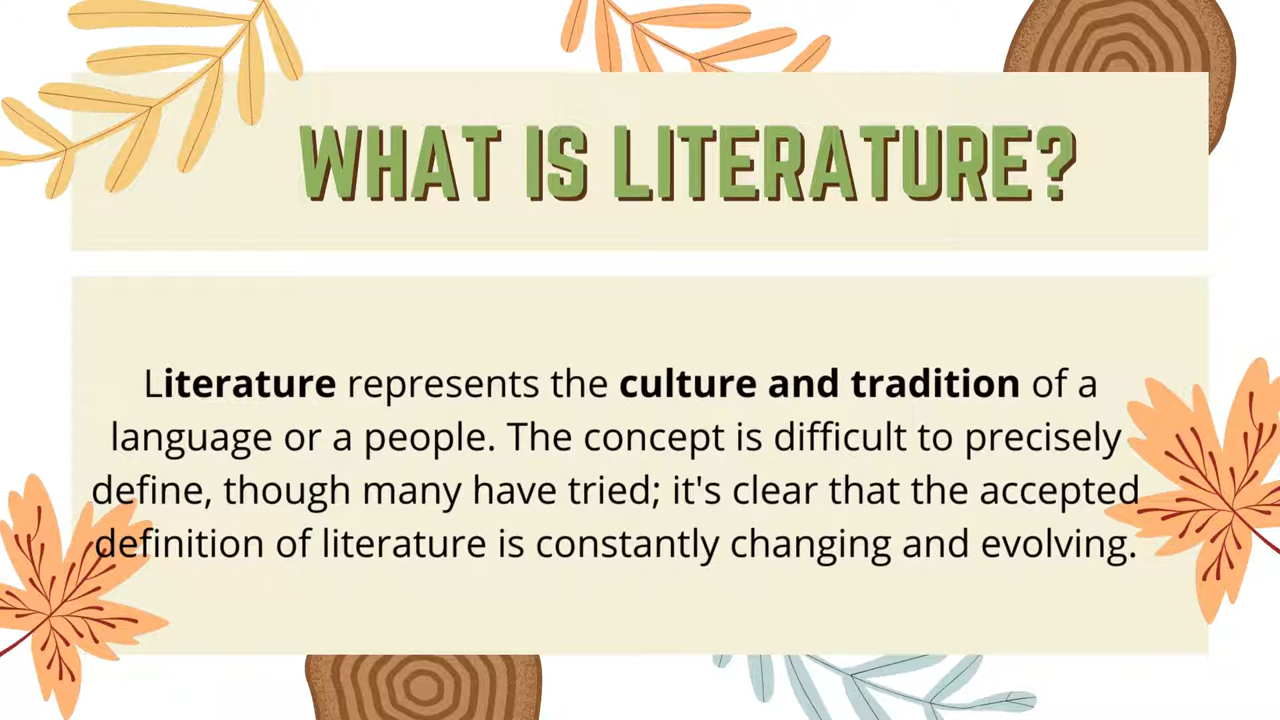 WHAT IS LITERATURE?
Literature represents the culture and tradition of a
language or a people. The concept is difficult to precisely
define, though many have tried; it's clear that the accepted
definition of literature is constantly changing and evolving.